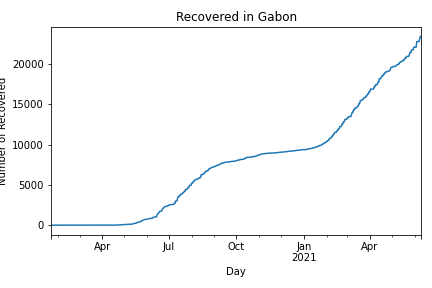 Recovered in Gabon
Number of Recovered
20000
15000
10000
5000
0
Apr
Jul
Oct
Jan
2021
Apr
Day